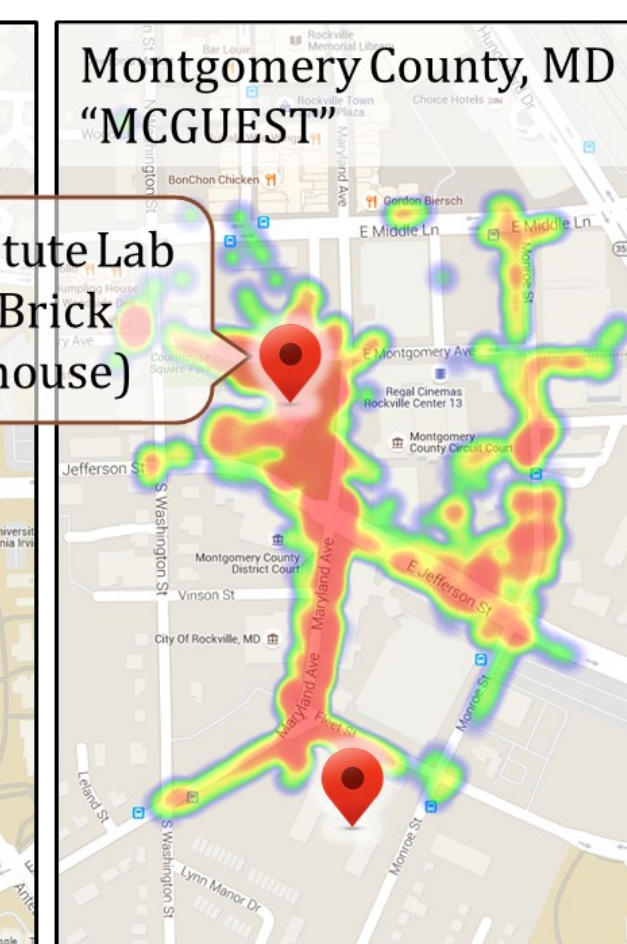 Montgomery County, MD
“MCGUEST”
Bar Louie
Rockville
Memorial Library
Hung
Dr
Rockville Town
Plaza
Choice Hotels
Maryland Ave
BonChon Chicken
Gordon Biersch
E Middle Ln
E Middle Ln
Monroe St
tute Lab
Brick
house)
umpling House
Courthouse
Square Park
E Montgomery Ave
Regal Cinemas
Rockville Center 13
Montgomery
County Circuit Court
Jefferson St
S Washington St
Montgomery County
District Court
Maryland Ave
E Jefferson St
Vinson St
City Of Rockville, MD
Maryland Ave
Fleet St
Monroe St
Leland St
S Washington St
Lynn Manor Dr
Monroe St